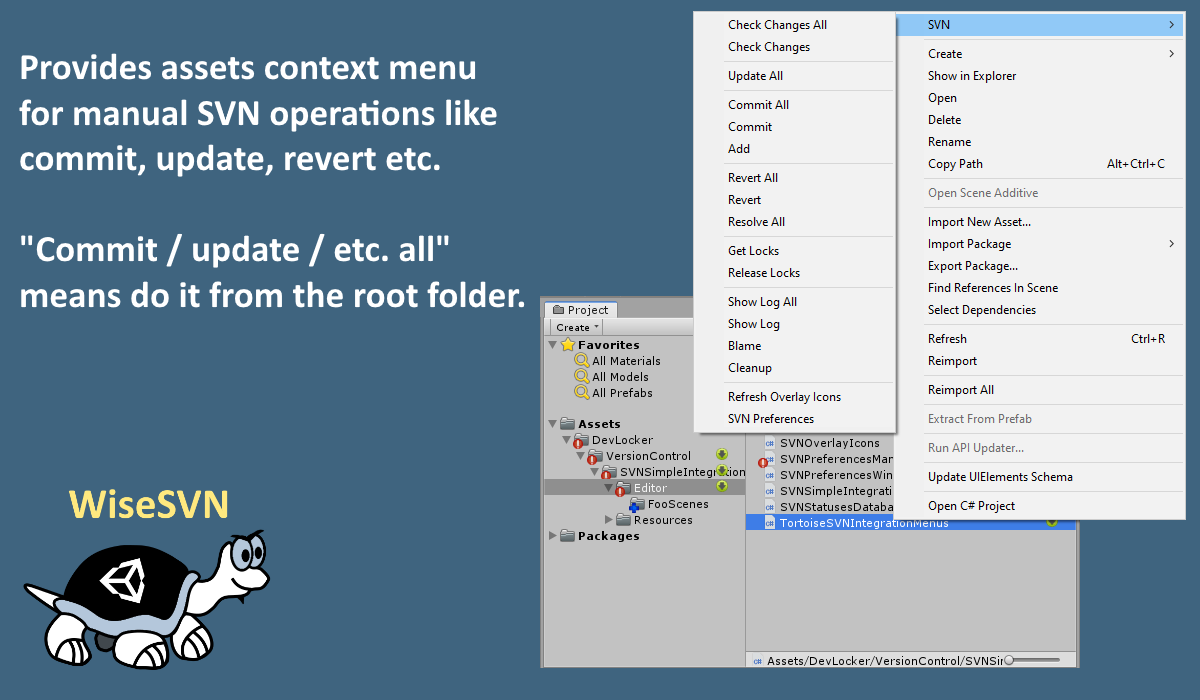 Provides assets context menu
for manual SVN operations like
commit, update, revert etc.
"Commit / update / etc. all"
means do it from the root folder.
WiseSVN
Check Changes All
Check Changes
Update All
Commit All
Commit
Add
Revert All
Revert
Resolve All
Get Locks
Release Locks
Show Log All
Show Log
Blame
Cleanup
Refresh Overlay Icons
SVN Preferences
SVN
Create
Show in Explorer
Open
Delete
Rename
Copy Path Alt+Ctrl+C
Open Scene Additive
Import New Asset...
Import Package
Export Package...
Find References In Scene
Select Dependencies
Refresh Ctrl+R
Reimport
Reimport All
Extract From Prefab
Run API Updater...
Update UIElements Schema
Open C# Project
Project
Create
Favorites
All Materials
All Models
All Prefabs
Assets
DevLocker
VersionControl
SVNSimpleIntegration
Editor
FooScenes
Resources
Packages
C# SVNOverlayIcons
C# SVNPreferencesMan
C# SVNPreferencesWin
C# SVNSimpleIntegrati
C# SVNStatusesDataba
C# TortoiseSVNIntegrationMenus
C# Assets/DevLocker/VersionControl/SVNSi